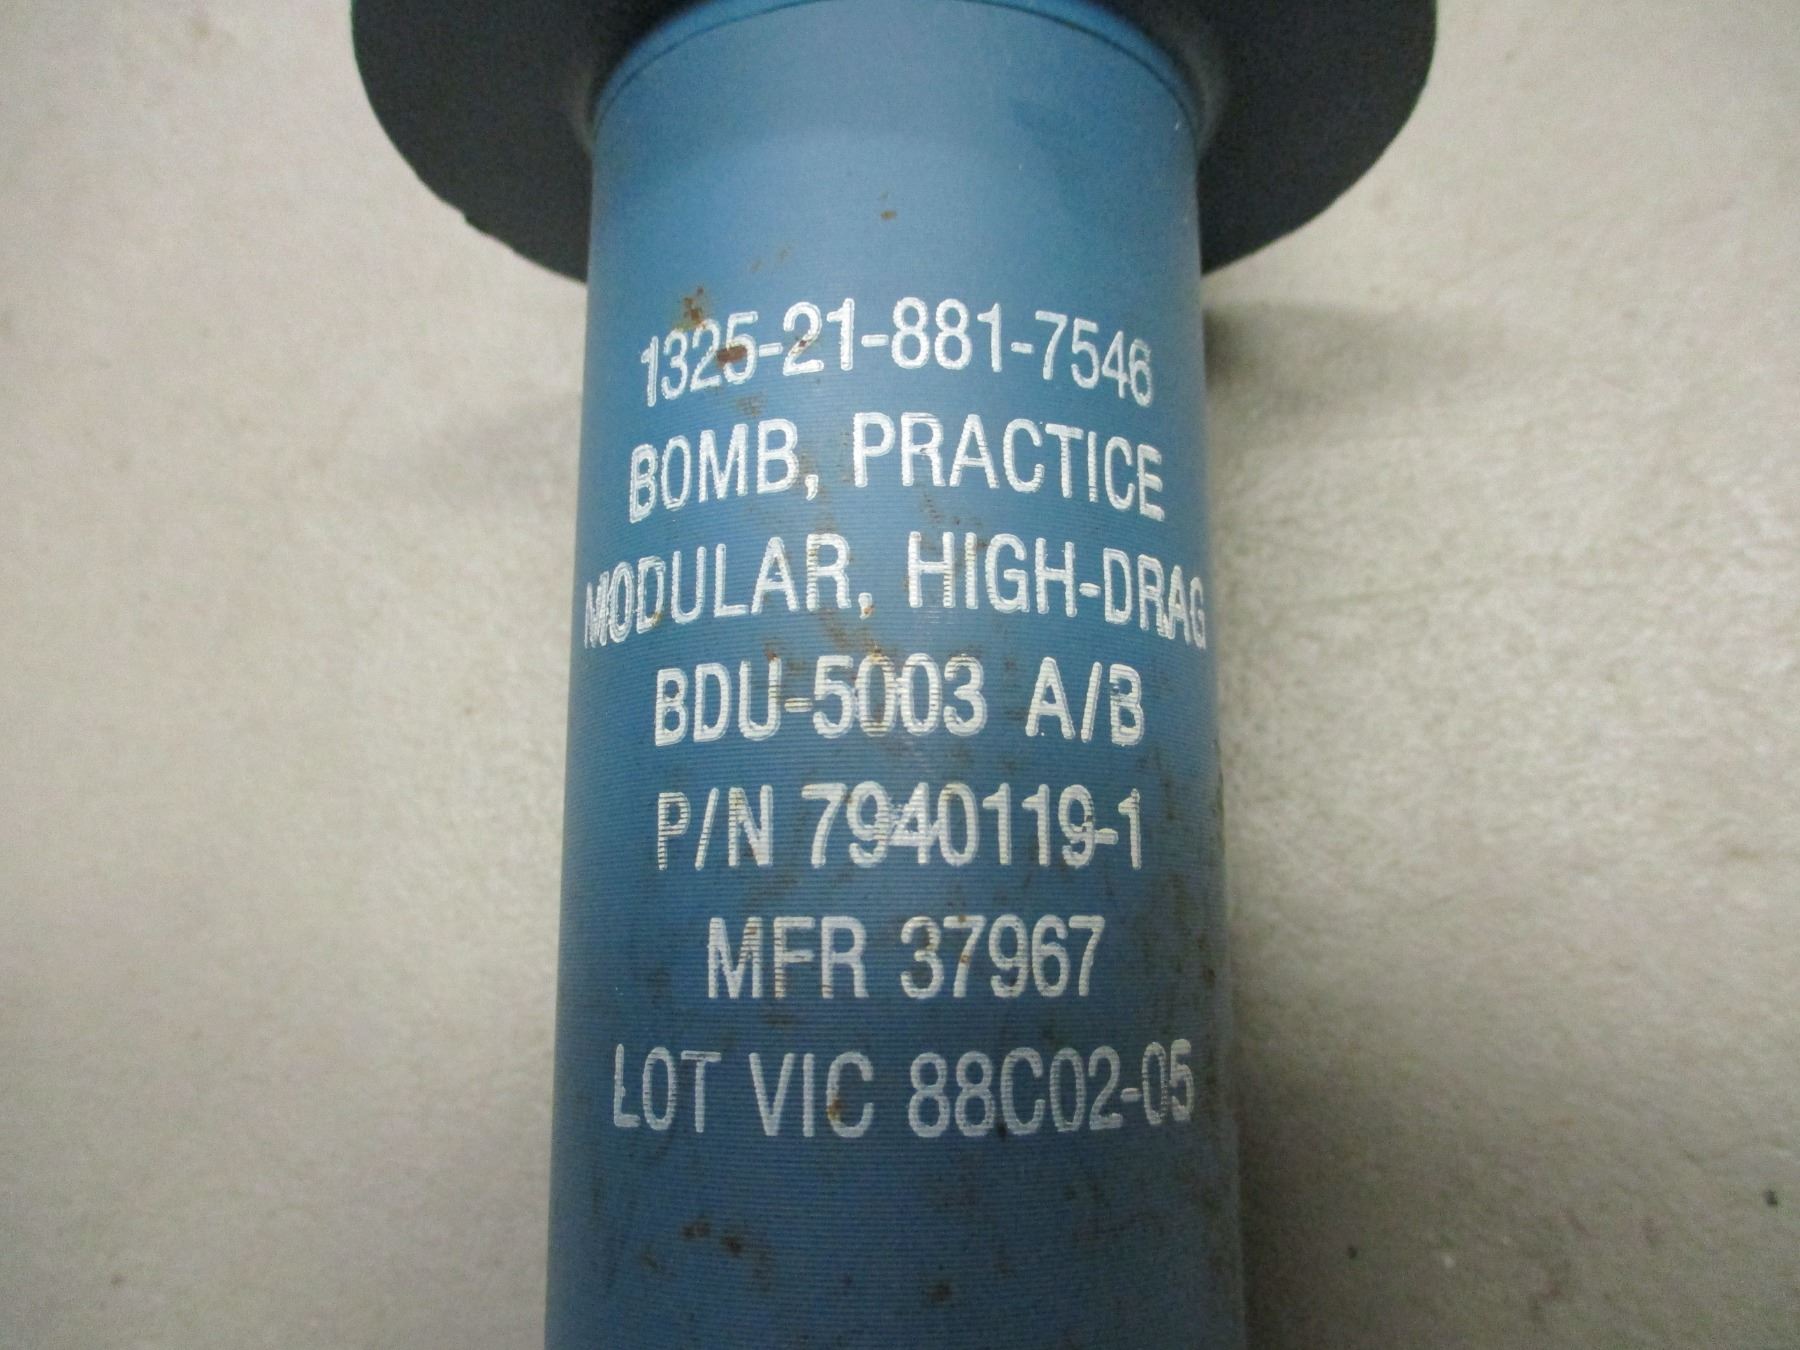 1325-21-881-7546
BOMB, PRACTICE
MODULAR, HIGH-DRAG
BDU-5003 A/B
P/N 7940119-1
MFR 37967
LOT VIC 88C02-05